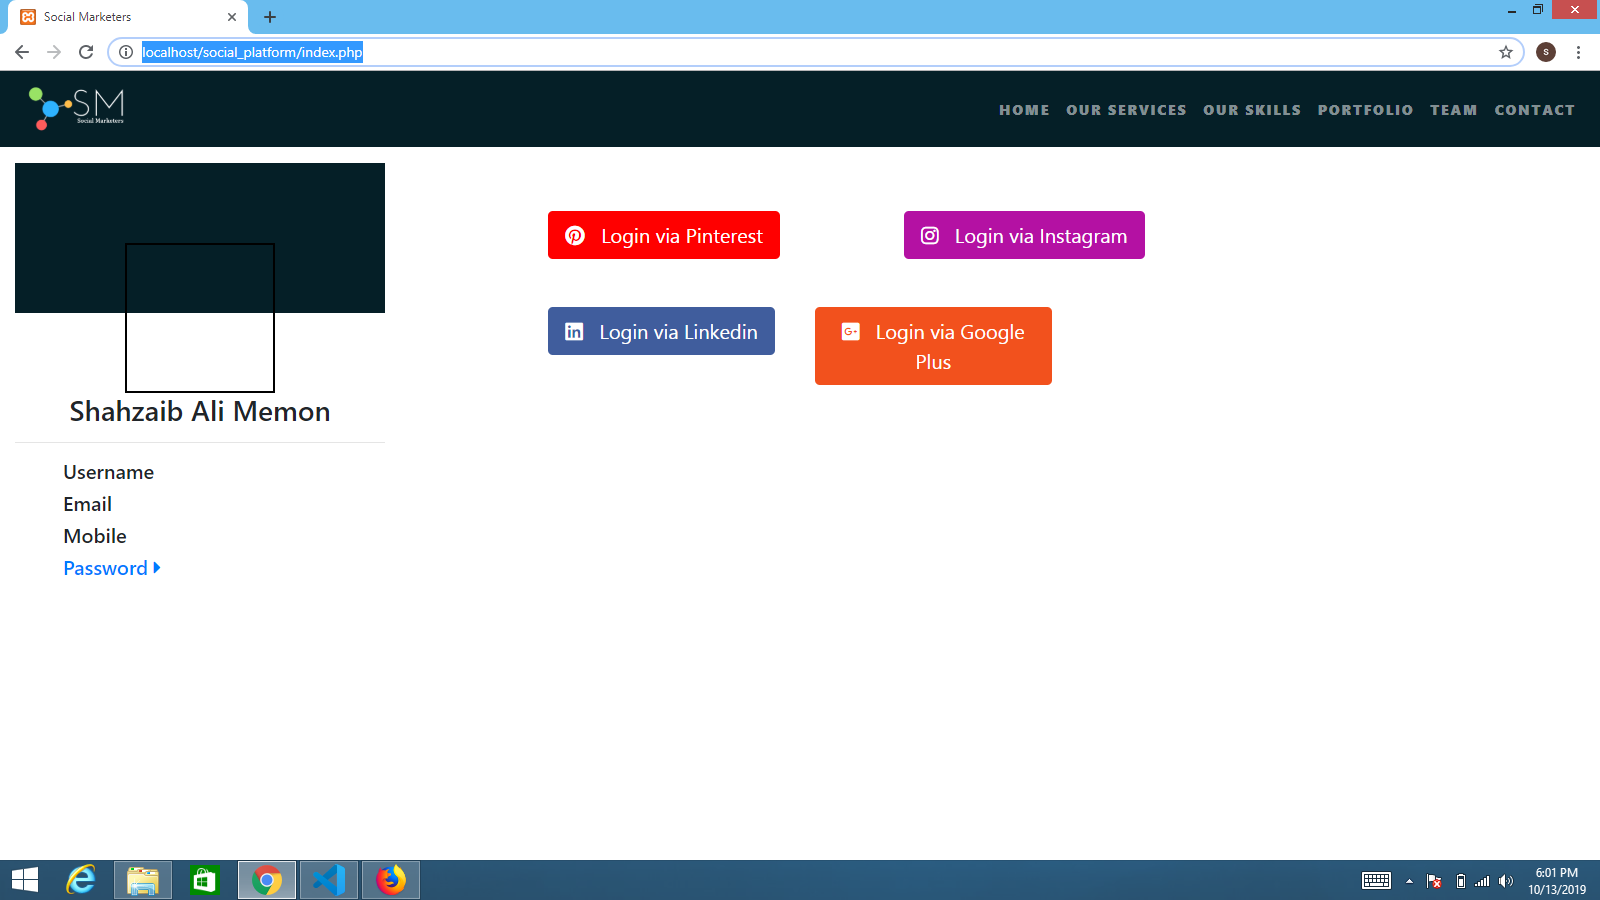 Social Marketers
localhost/social_platform/index.php
S
SM
Social Marketers
HOME OUR SERVICES OUR SKILLS PORTFOLIO TEAM CONTACT
Login via Pinterest
Login via Instagram
Login via Linkedin
Login via Google
Plus
Shahzaib Ali Memon
Username
Email
Mobile
Password
6:01 PM
10/13/2019